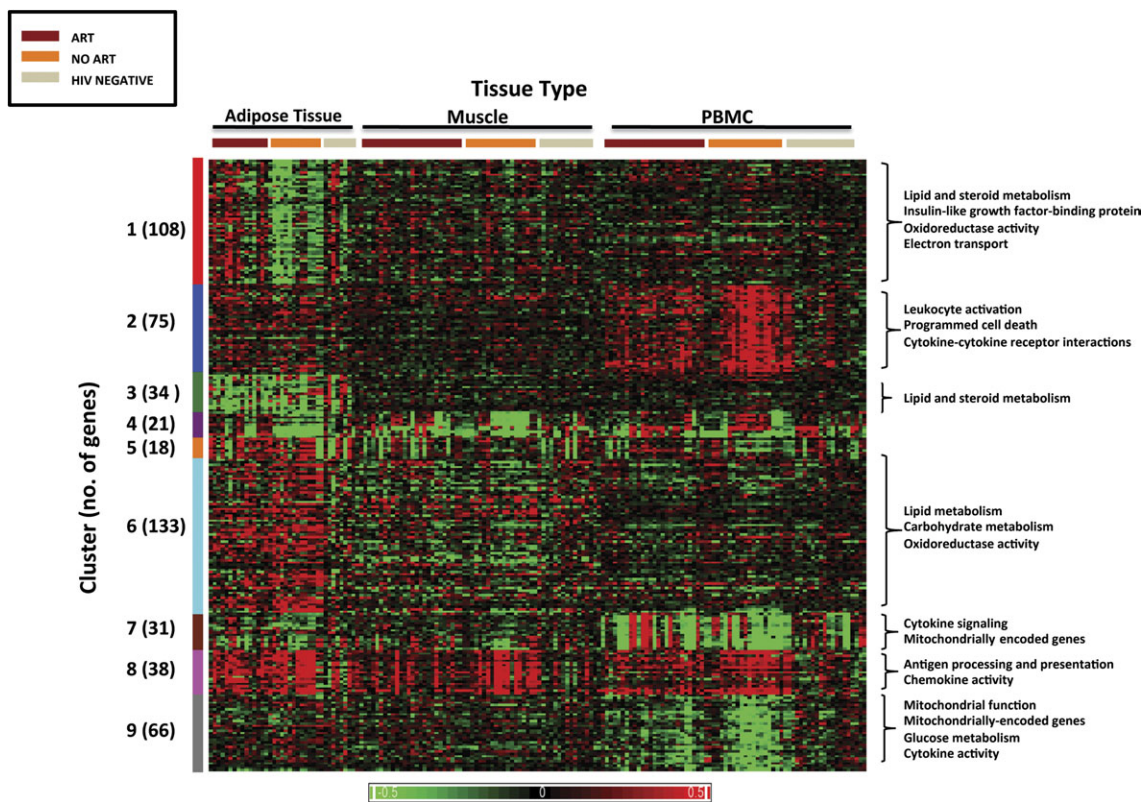 ART
NO ART
HIV NEGATIVE
Tissue Type
Adipose Tissue
Muscle
PBMC
Cluster (no. of genes)
1 (108)
2 (75)
3 (34 )
4 (21)
5 (18)
6 (133)
7 (31)
8 (38)
9 (66)
Lipid and steroid metabolism
Insulin-like growth factor-binding protein
Oxidoreductase activity
Electron transport
Leukocyte activation
Programmed cell death
Cytokine-cytokine receptor interactions
Lipid and steroid metabolism
Lipid metabolism
Carbohydrate metabolism
Oxidoreductase activity
Cytokine signaling
Mitochondrially encoded genes
Antigen processing and presentation
Chemokine activity
Mitochondrial function
Mitochondrially-encoded genes
Glucose metabolism
Cytokine activity
-0.5 0 0.5